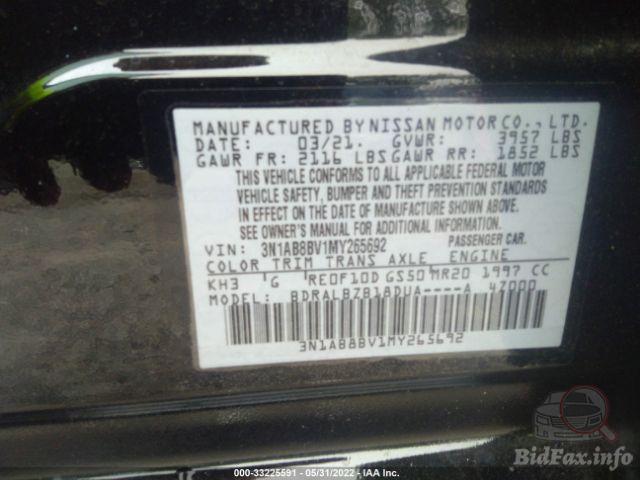 MANUFACTURED BY NISSAN MOTOR CO., LTD.
DATE: 03/21. GVWR: 3957 LBS
GAWR FR: 2116 LBS GAWR RR: 1852 LBS
THIS VEHICLE CONFORMS TO ALL APPLICABLE FEDERAL MOTOR
VEHICLE SAFETY, BUMPER AND THEFT PREVENTION STANDARDS
IN EFFECT ON THE DATE OF MANUFACTURE SHOWN ABOVE.
SEE OWNER'S MANUAL FOR ADDITIONAL INFORMATION.
VIN: 3N1AB8BV1MY265692 PASSENGER CAR.
COLOR TRIM TRANS AXLE ENGINE
KH3 G RE0F10D GS50 MR20 1997 CC
MODEL: BDRALBZB18DUA----A 4Z000
3N1AB8BV1MY265692
000-33225591 - 05/31/2022 - IAA Inc.
BidFax.info